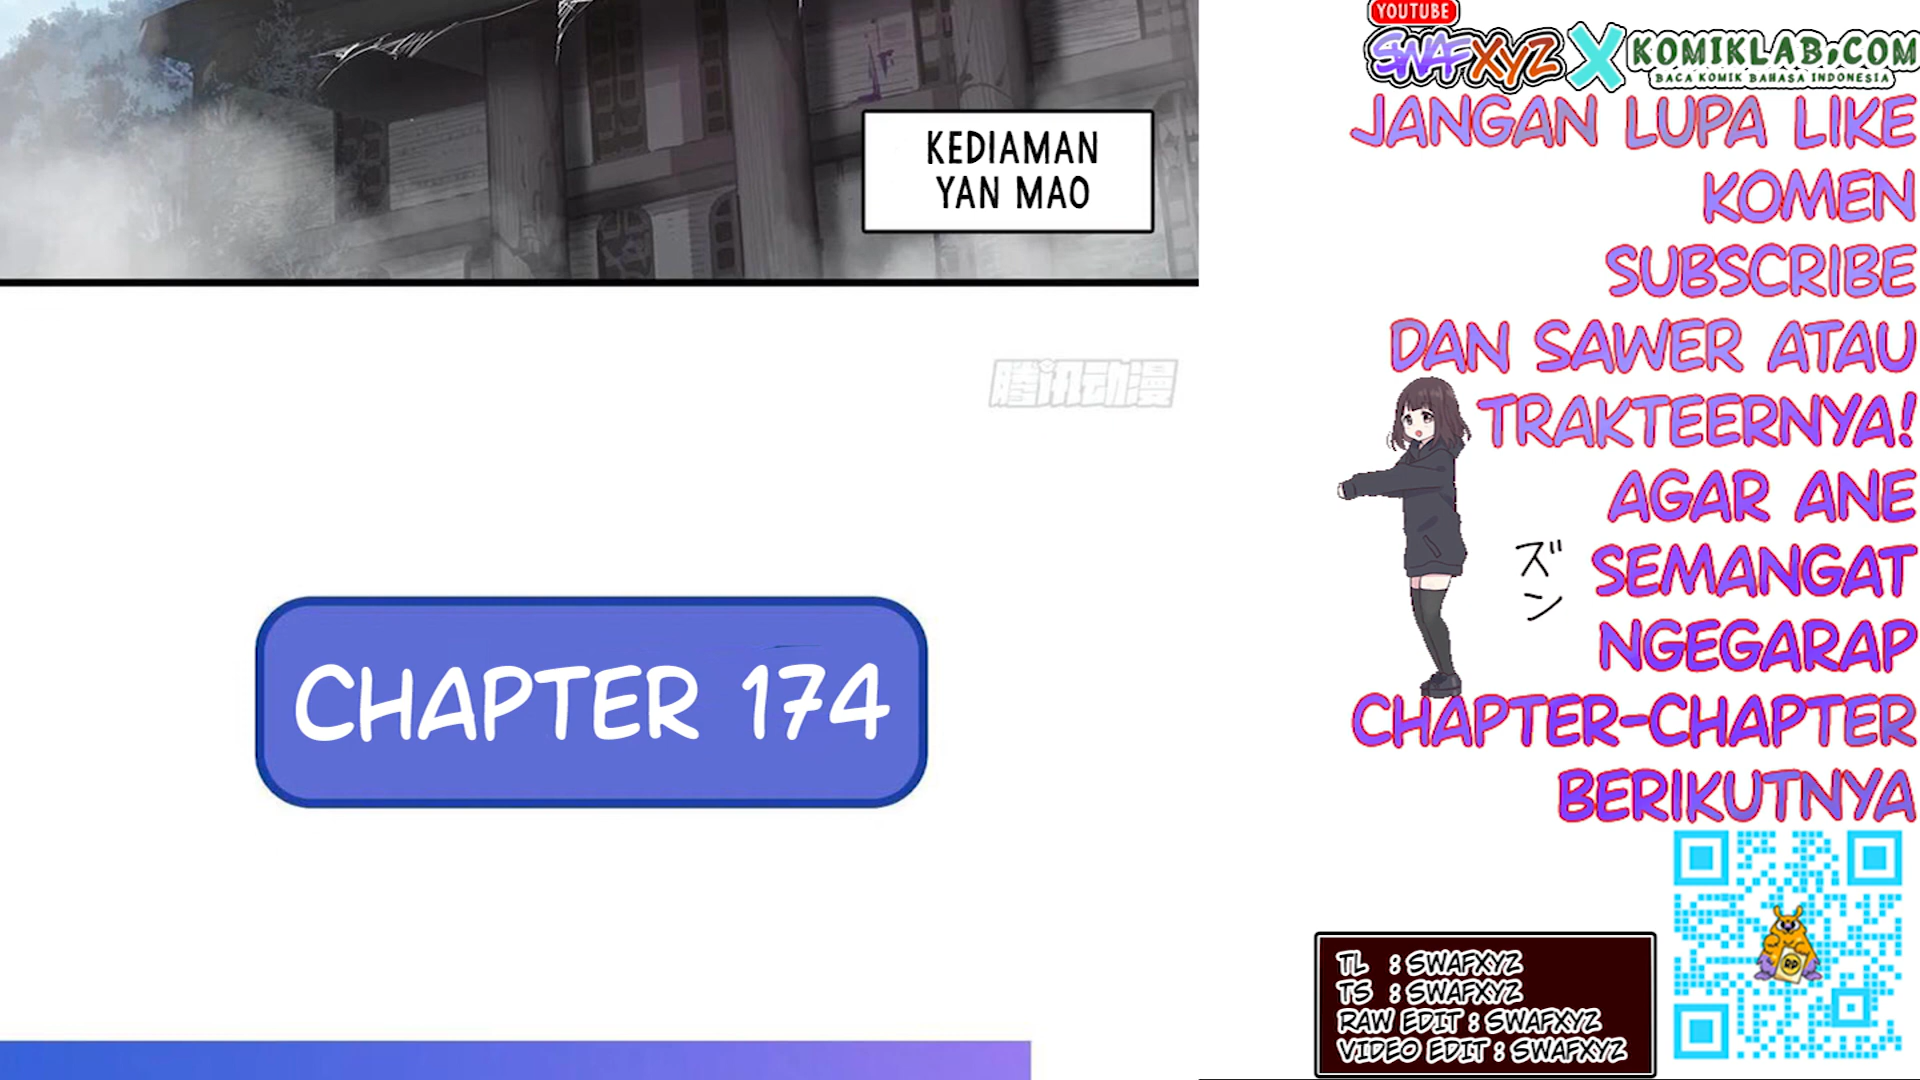 KEDIAMAN
YAN MAO
腾讯动漫
CHAPTER 174
YOUTUBE
SWAFXYZ X KOMIKLAB.COM
BACA KOMIK BAHASA INDONESIA
JANGAN LUPA LIKE
KOMEN
SUBSCRIBE
DAN SAWER ATAU
TRAKTEERNYA!
AGAR ANE
SEMANGAT
NGEGARAP
CHAPTER-CHAPTER
BERIKUTNYA
ズン
RP
TL : SWAFXYZ
TS : SWAFXYZ
RAW EDIT : SWAFXYZ
VIDEO EDIT : SWAFXYZ